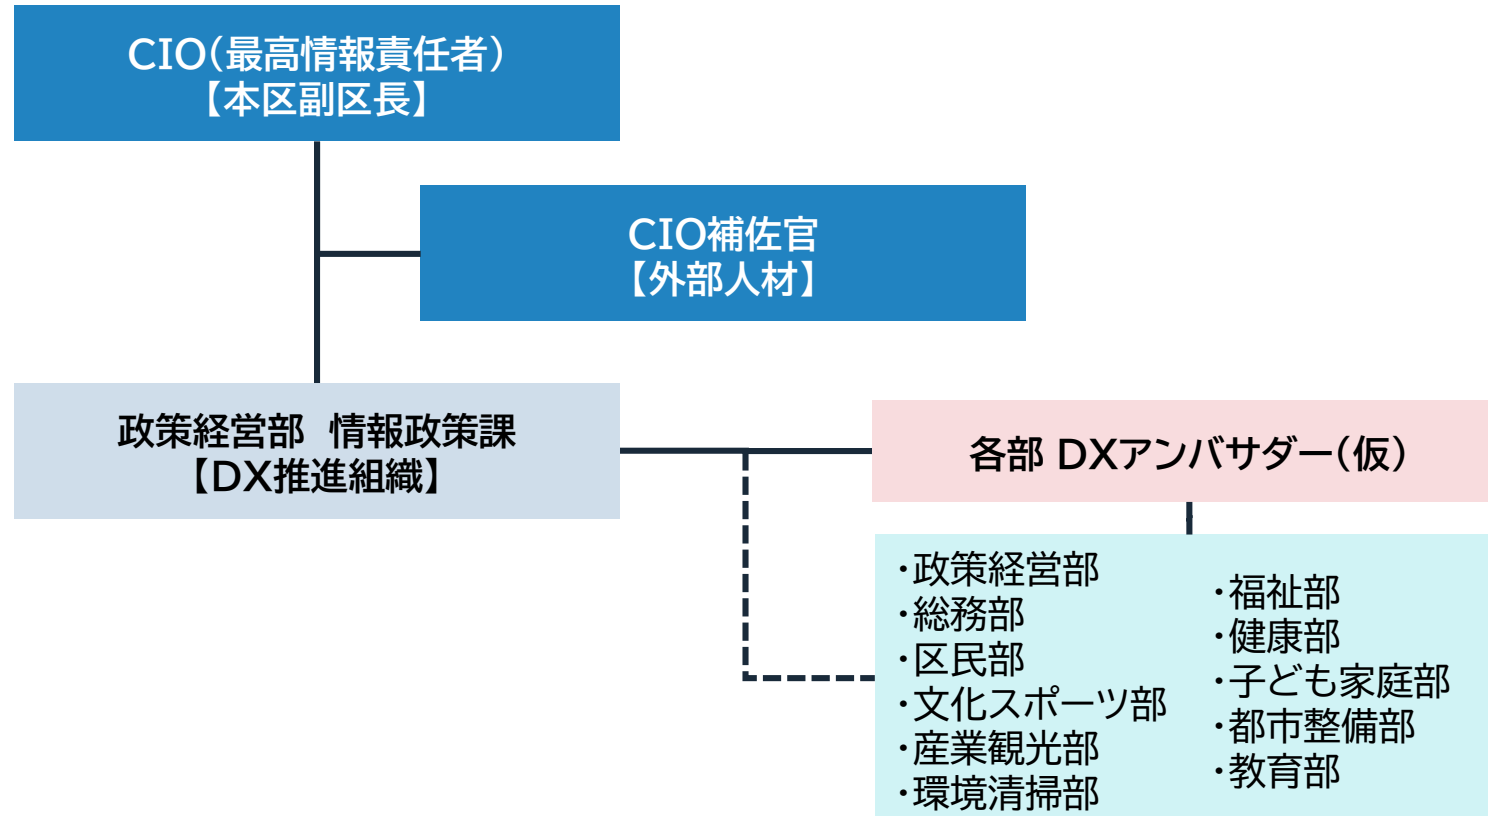 CIO（最高情報責任者）
【本区副区長】
CIO補佐官
【外部人材】
政策経営部 情報政策課
【DX推進組織】
各部 DXアンバサダー（仮）
・政策経営部
・総務部
・区民部
・文化スポーツ部
・産業観光部
・環境清掃部
・福祉部
・健康部
・子ども家庭部
・都市整備部
・教育部